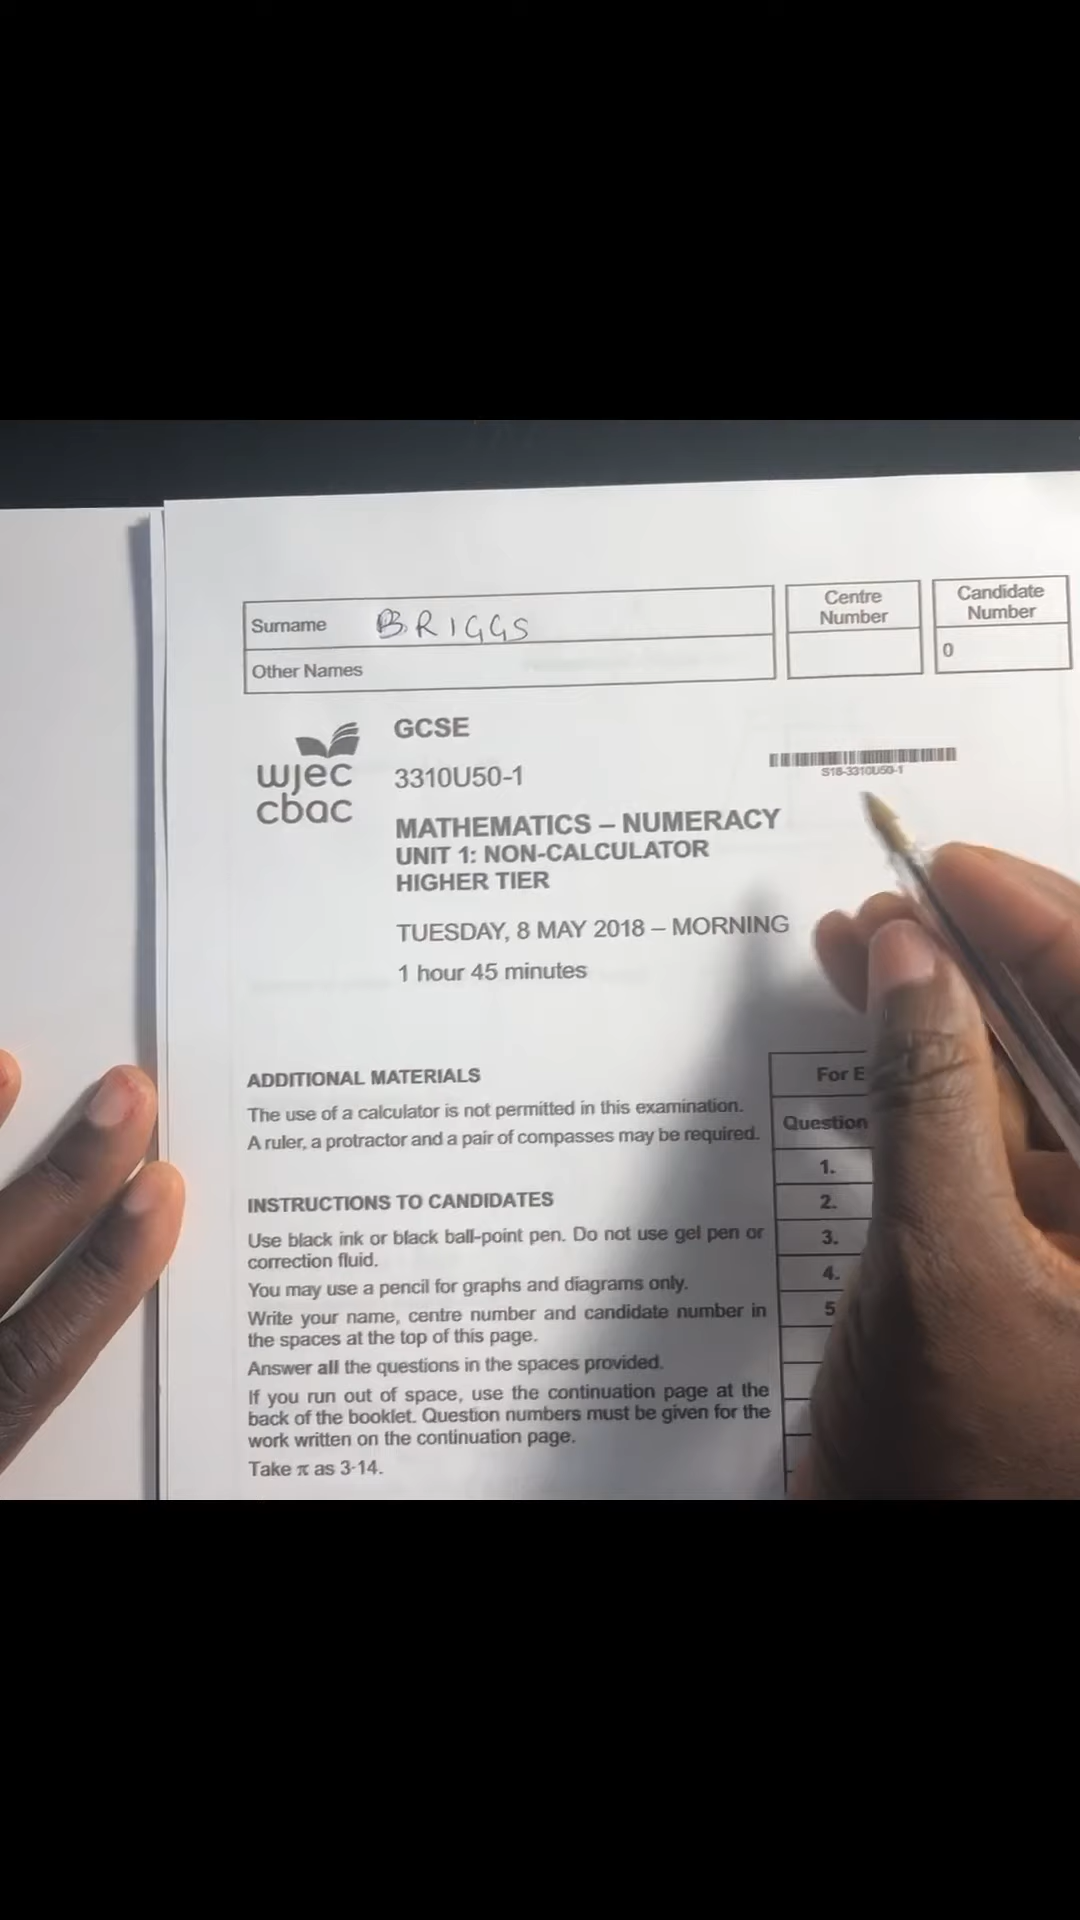 Surname BRIGGS
Other Names
Centre Number
Candidate Number
0
wjec
cbac
GCSE
3310U50-1
S18-3310U50-1
MATHEMATICS – NUMERACY
UNIT 1: NON-CALCULATOR
HIGHER TIER
TUESDAY, 8 MAY 2018 – MORNING
1 hour 45 minutes
ADDITIONAL MATERIALS
The use of a calculator is not permitted in this examination.
A ruler, a protractor and a pair of compasses may be required.
INSTRUCTIONS TO CANDIDATES
Use black ink or black ball-point pen. Do not use gel pen or
correction fluid.
You may use a pencil for graphs and diagrams only.
Write your name, centre number and candidate number in
the spaces at the top of this page.
Answer all the questions in the spaces provided.
If you run out of space, use the continuation page at the
back of the booklet. Question numbers must be given for the
work written on the continuation page.
Take π as 3·14.
For
Question
1.
2.
3.
4.
5